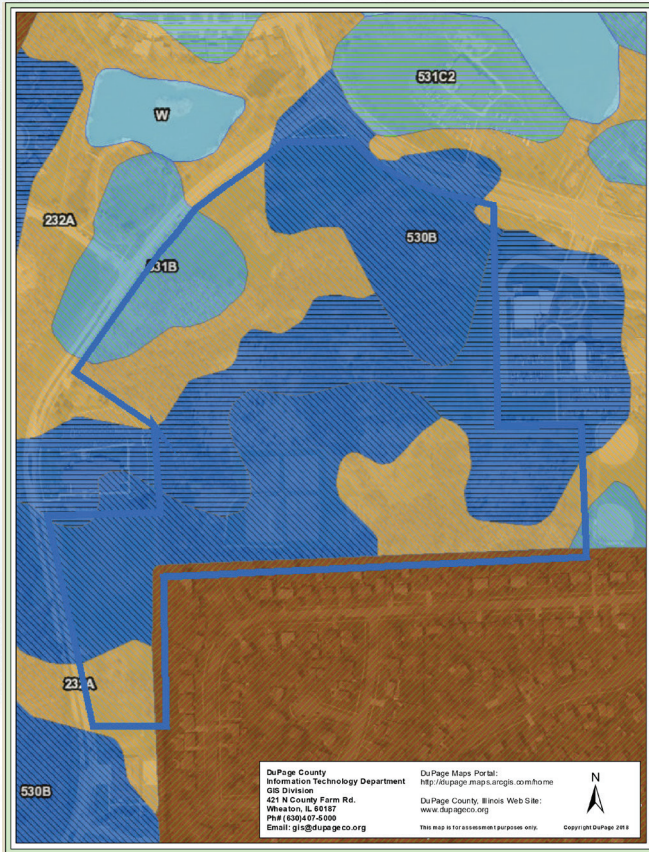 531C2
W
232A
530B
531B
232A
530B
DuPage County
Information Technology Department
GIS Division
421 N County Farm Rd.
Wheaton, IL 60187
Ph# (630)407-5000
Email: gis@dupageco.org
DuPage Maps Portal:
http://dupage.maps.arcgis.com/home
DuPage County, Illinois Web Site:
www.dupageco.org
This map is for assessment purposes only.
N
Copyright DuPage 2018